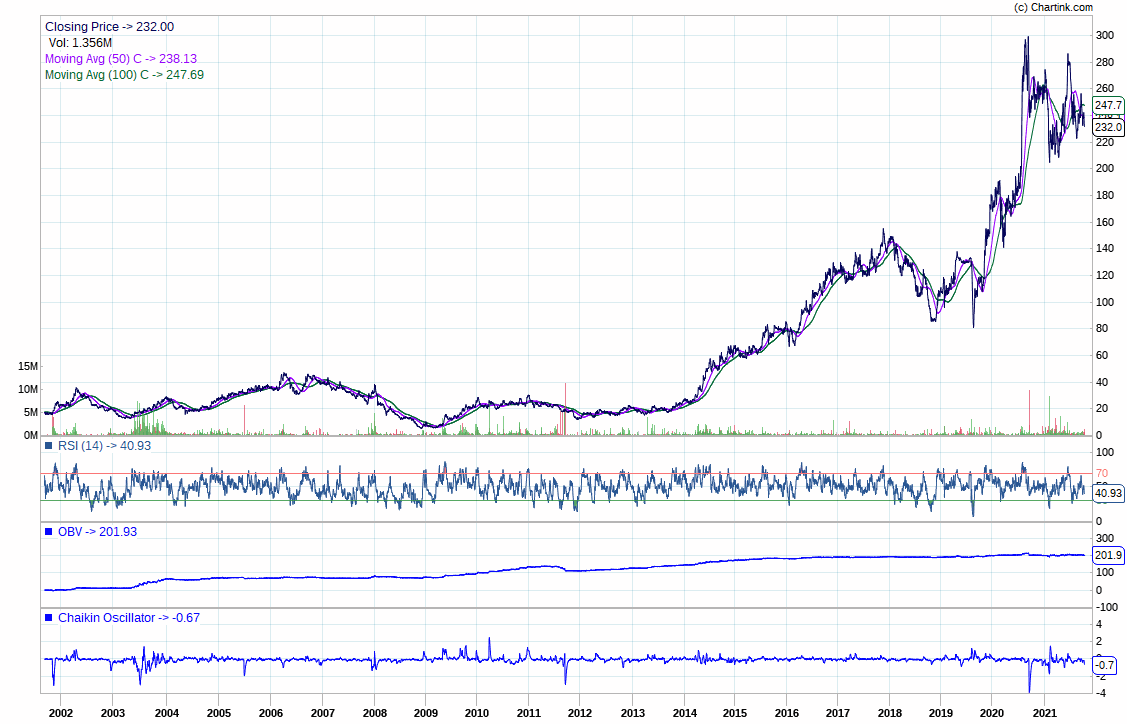 (c) Chartink.com
Closing Price -> 232.00
Vol: 1.356M
Moving Avg (50) C -> 238.13
Moving Avg (100) C -> 247.69
300
280
260
247.7
232.0
220
200
180
160
140
120
100
80
60
40
20
0
15M
10M
5M
0M
RSI (14) -> 40.93
100
70
40.93
0
OBV -> 201.93
300
201.9
100
0
-100
Chaikin Oscillator -> -0.67
4
2
-0.7
-2
-4
2002 2003 2004 2005 2006 2007 2008 2009 2010 2011 2012 2013 2014 2015 2016 2017 2018 2019 2020 2021